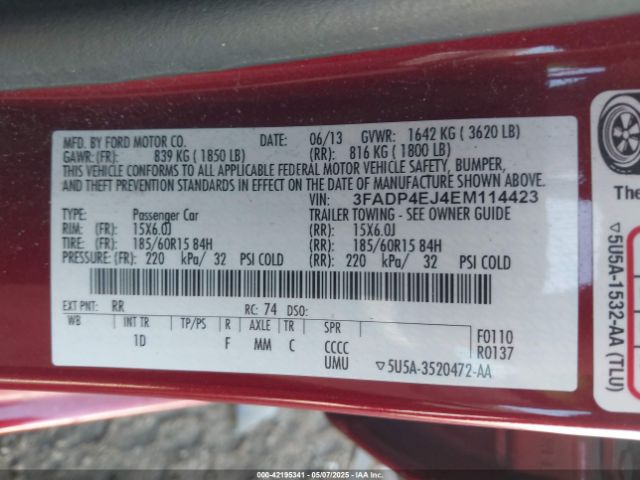 MFD. BY FORD MOTOR CO. DATE: 06/13 GVWR: 1642 KG ( 3620 LB)
GAWR: (FR): 839 KG ( 1850 LB) (RR): 816 KG ( 1800 LB)
THIS VEHICLE CONFORMS TO ALL APPLICABLE FEDERAL MOTOR VEHICLE SAFETY, BUMPER,
AND THEFT PREVENTION STANDARDS IN EFFECT ON THE DATE OF MANUFACTURE SHOWN ABOVE.
VIN: 3FADP4EJ4EM114423
TYPE: Passenger Car TRAILER TOWING - SEE OWNER GUIDE
RIM: (FR): 15X6.0J (RR): 15X6.0J
TIRE: (FR): 185/60R15 84H (RR): 185/60R15 84H
PRESSURE: (FR): 220 kPa/ 32 PSI COLD (RR): 220 kPa/ 32 PSI COLD
EXT PNT: RR RC: 74 DSO:
WB INT TR TP/PS R AXLE TR SPR F0110
1D F MM C CCCC R0137
UMU ▽5U5A-3520472-AA
The
▽5U5A-1532-AA (TLU)
000-42195341 - 05/07/2025 - IAAI.com